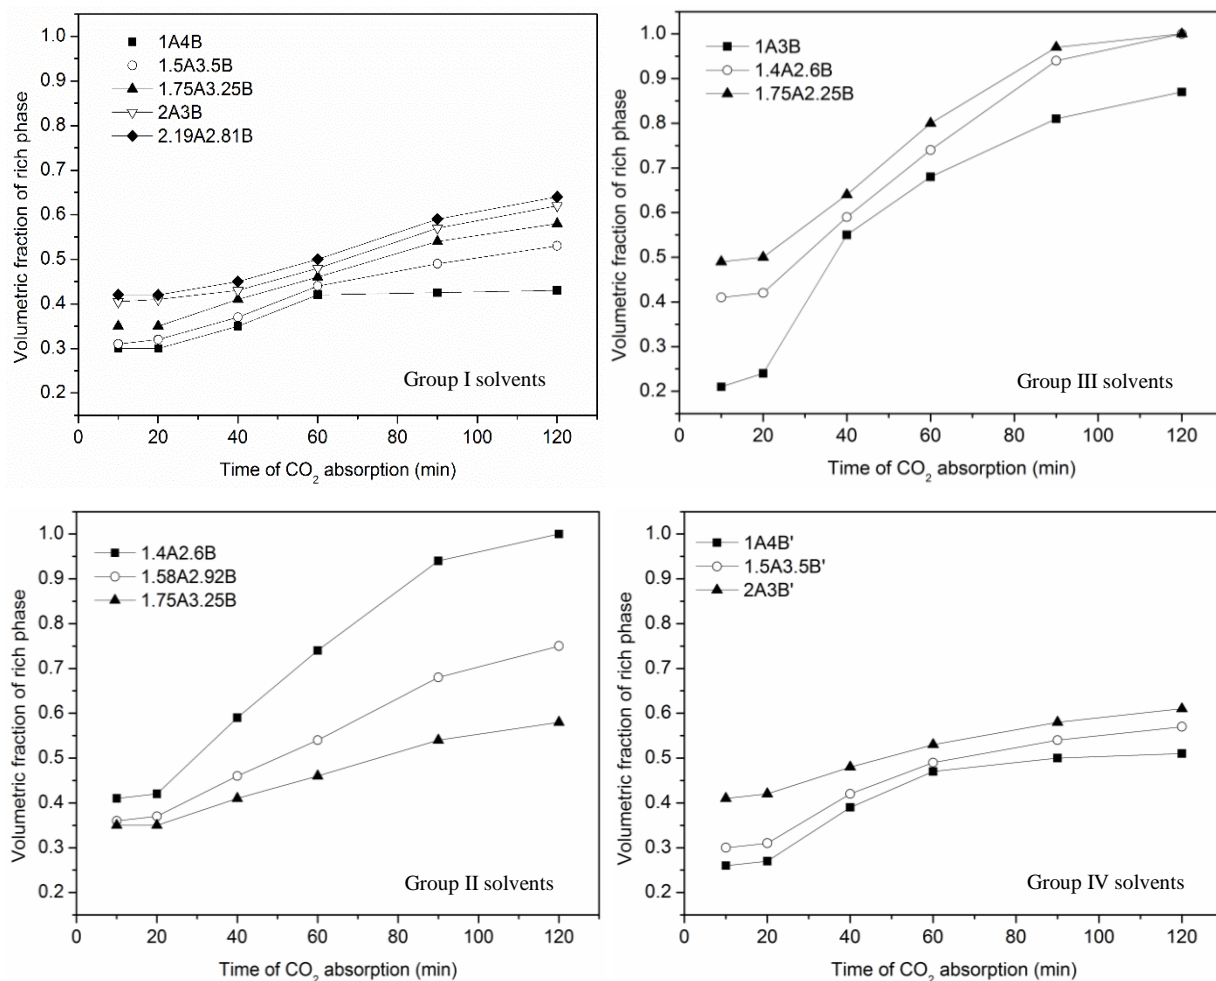 1A4B
1.5A3.5B
1.75A3.25B
2A3B
2.19A2.81B
Volumetric fraction of rich phase
1.0
0.9
0.8
0.7
0.6
0.5
0.4
0.3
0.2
Group I solvents
0 20 40 60 80 100 120
Time of CO₂ absorption (min)
1A3B
1.4A2.6B
1.75A2.25B
Volumetric fraction of rich phase
1.0
0.9
0.8
0.7
0.6
0.5
0.4
0.3
0.2
Group III solvents
0 20 40 60 80 100 120
Time of CO₂ absorption (min)
1.4A2.6B
1.58A2.92B
1.75A3.25B
Volumetric fraction of rich phase
1.0
0.9
0.8
0.7
0.6
0.5
0.4
0.3
0.2
Group II solvents
0 20 40 60 80 100 120
Time of CO₂ absorption (min)
1A4B'
1.5A3.5B'
2A3B'
Volumetric fraction of rich phase
1.0
0.9
0.8
0.7
0.6
0.5
0.4
0.3
0.2
Group IV solvents
0 20 40 60 80 100 120
Time of CO₂ absorption (min)